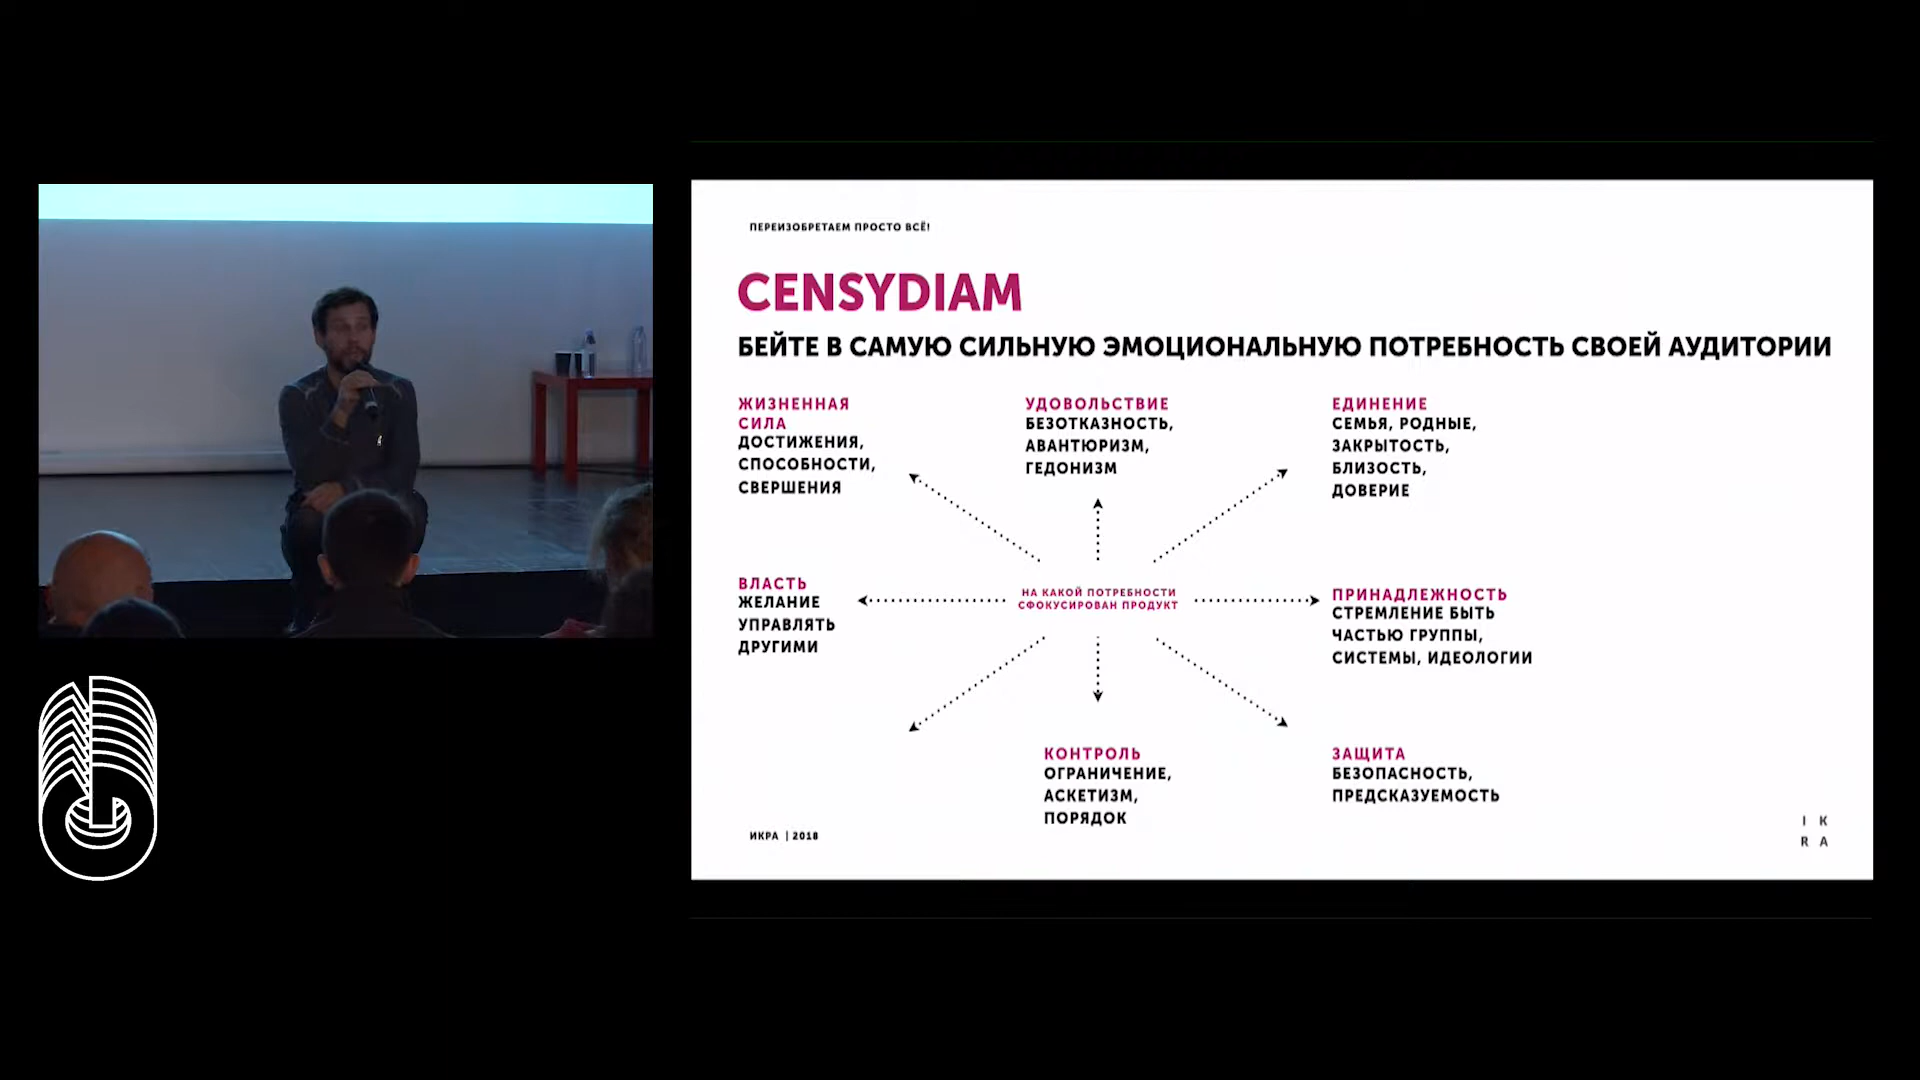 ПЕРЕИЗОБРЕТАЕМ ПРОСТО ВСЁ!
CENSYDIAM
БЕЙТЕ В САМУЮ СИЛЬНУЮ ЭМОЦИОНАЛЬНУЮ ПОТРЕБНОСТЬ СВОЕЙ АУДИТОРИИ
ЖИЗНЕННАЯ
СИЛА
ДОСТИЖЕНИЯ,
СПОСОБНОСТИ,
СВЕРШЕНИЯ
УДОВОЛЬСТВИЕ
БЕЗОТКАЗНОСТЬ,
АВАНТЮРИЗМ,
ГЕДОНИЗМ
ЕДИНЕНИЕ
СЕМЬЯ, РОДНЫЕ,
ЗАКРЫТОСТЬ,
БЛИЗОСТЬ,
ДОВЕРИЕ
ВЛАСТЬ
ЖЕЛАНИЕ
УПРАВЛЯТЬ
ДРУГИМИ
НА КАКОЙ ПОТРЕБНОСТИ
СФОКУСИРОВАН ПРОДУКТ
ПРИНАДЛЕЖНОСТЬ
СТРЕМЛЕНИЕ БЫТЬ
ЧАСТЬЮ ГРУППЫ,
СИСТЕМЫ, ИДЕОЛОГИИ
КОНТРОЛЬ
ОГРАНИЧЕНИЕ,
АСКЕТИЗМ,
ПОРЯДОК
ЗАЩИТА
БЕЗОПАСНОСТЬ,
ПРЕДСКАЗУЕМОСТЬ
ИКРА | 2018
I K
R A